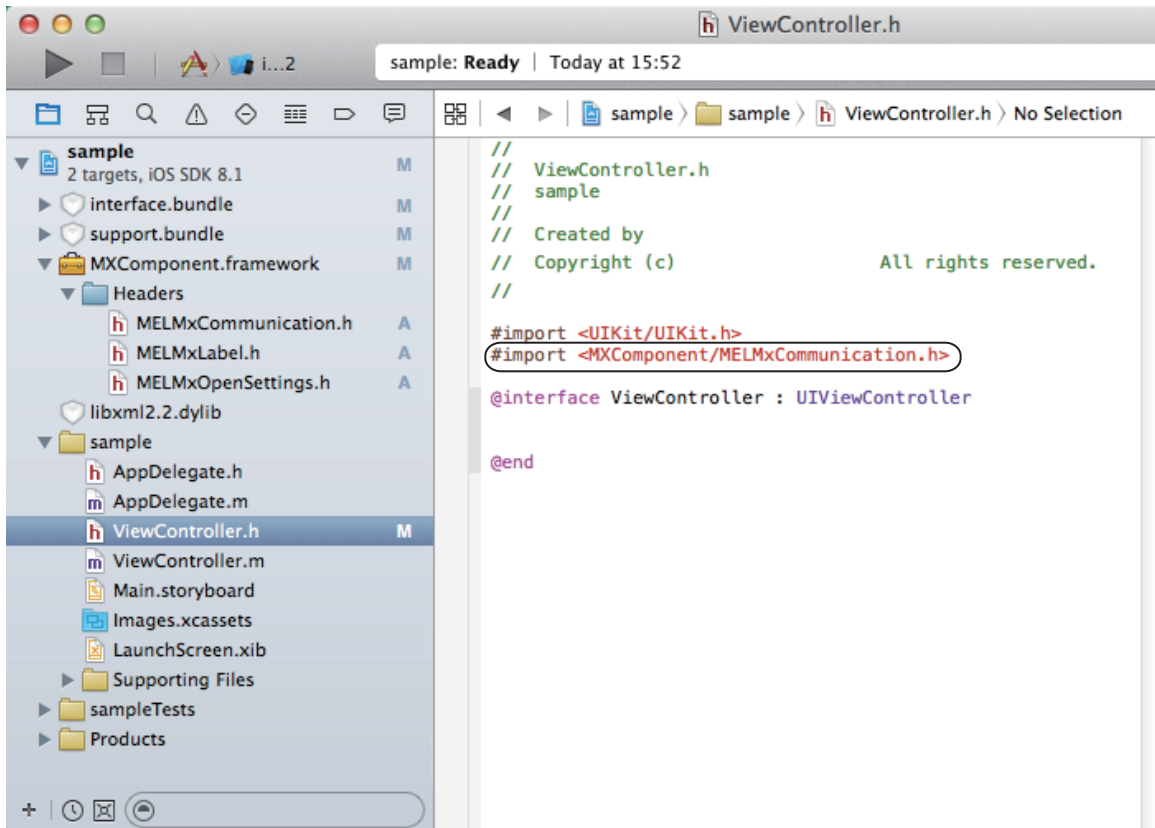 ViewController.h
i...2
sample: Ready | Today at 15:52
sample 〉 sample 〉 ViewController.h 〉 No Selection
sample M
2 targets, iOS SDK 8.1
interface.bundle M
support.bundle M
MXComponent.framework M
Headers
MELMxCommunication.h A
MELMxLabel.h A
MELMxOpenSettings.h A
libxml2.2.dylib
sample
AppDelegate.h
AppDelegate.m
ViewController.h M
ViewController.m
Main.storyboard
Images.xcassets
LaunchScreen.xib
Supporting Files
sampleTests
Products
//
// ViewController.h
// sample
//
// Created by
// Copyright (c) All rights reserved.
//
#import <UIKit/UIKit.h>
#import <MXComponent/MELMxCommunication.h>
@interface ViewController : UIViewController
@end